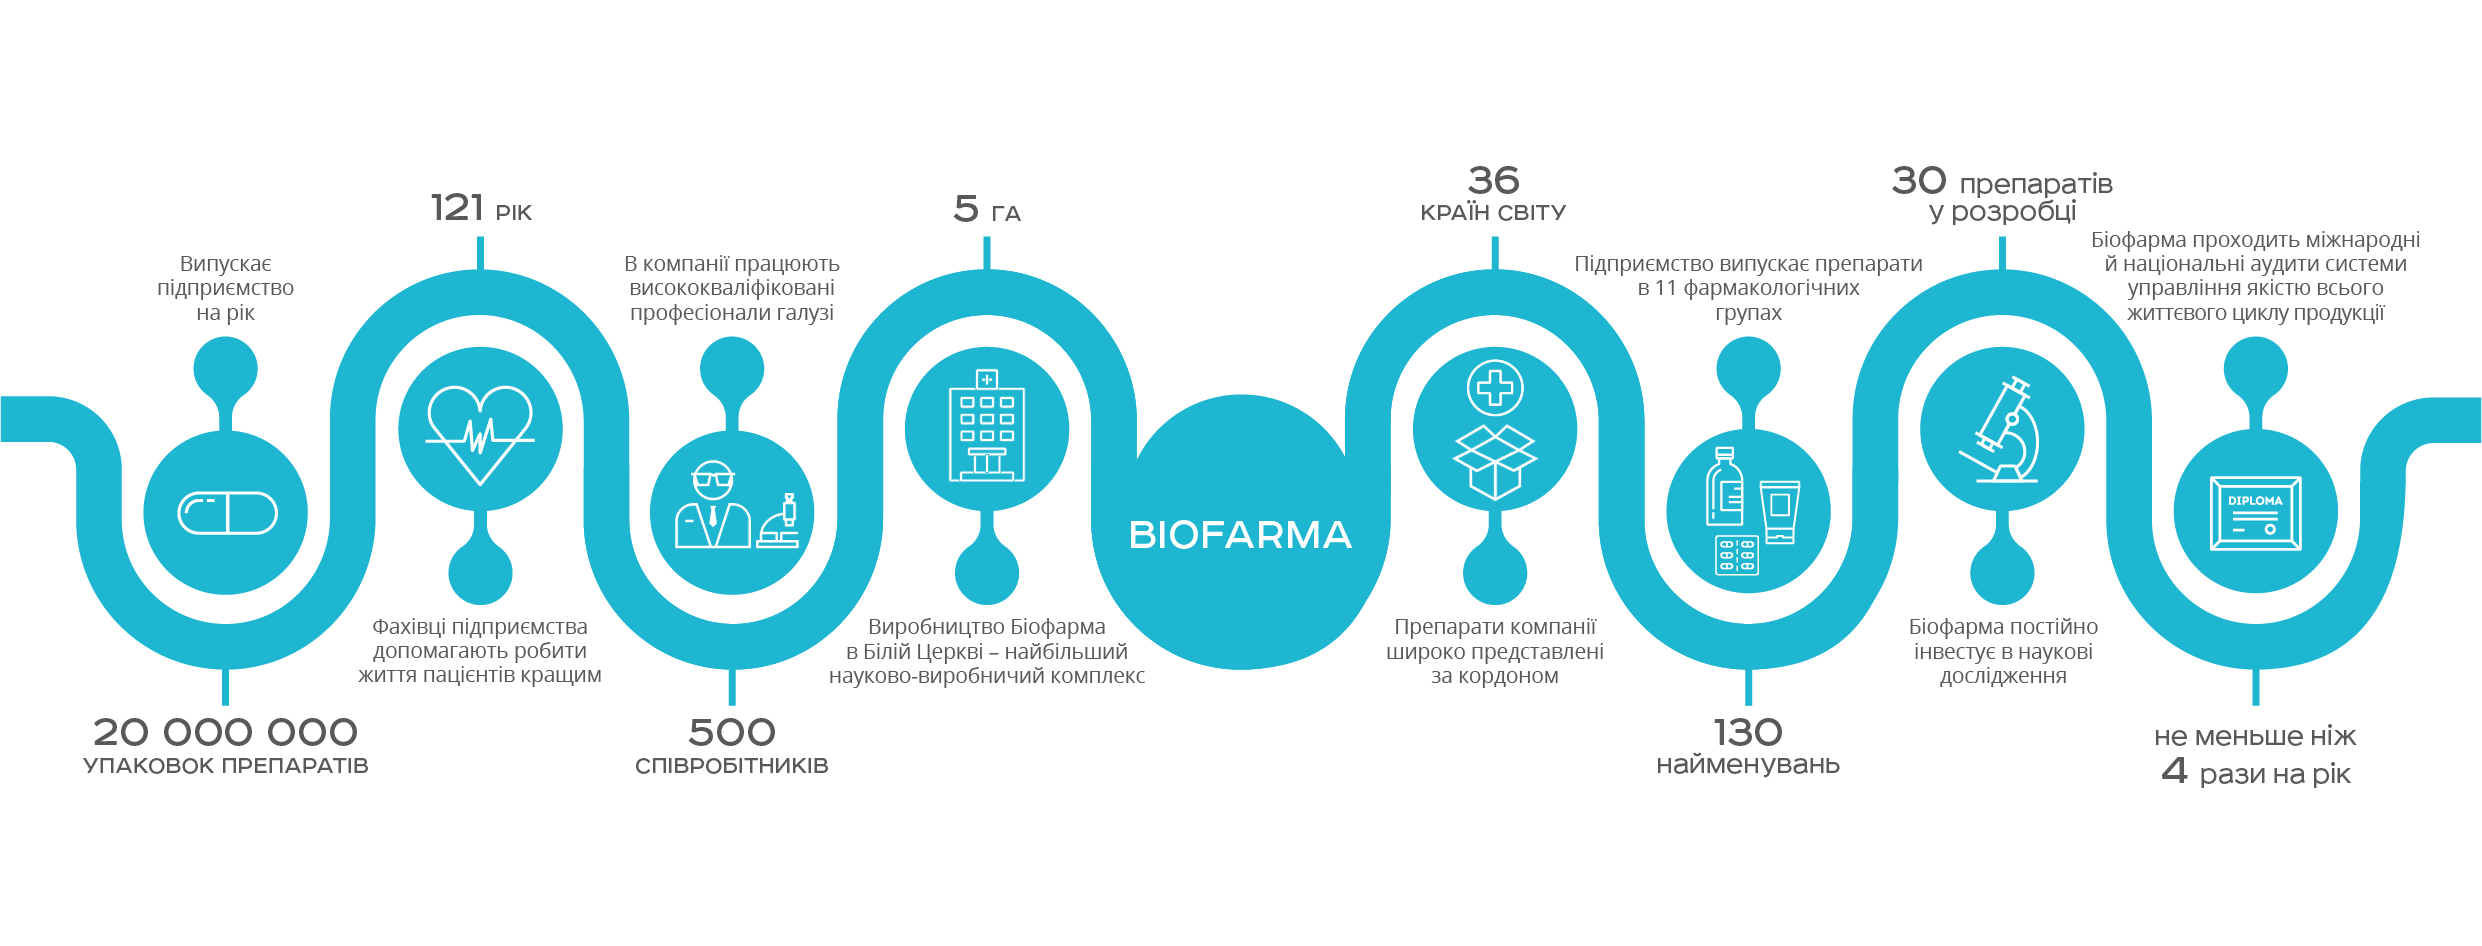 Випускає
підприємство
на рік
20 000 000
УПАКОВОК ПРЕПАРАТІВ
121 РІК
Фахівці підприємства
допомагають робити
життя пацієнтів кращим
В компанії працюють
висококваліфіковані
професіонали галузі
500
СПІВРОБІТНИКІВ
5 ГА
Виробництво Біофарма
в Білій Церкві – найбільший
науково-виробничий комплекс
BIOFARMA
36
КРАЇН СВІТУ
Препарати компанії
широко представлені
за кордоном
Підприємство випускає препарати
в 11 фармакологічних
групах
130
найменувань
30 препаратів
у розробці
Біофарма постійно
інвестує в наукові
дослідження
Біофарма проходить міжнародні
й національні аудити системи
управління якістю всього
життєвого циклу продукції
DIPLOMA
не меньше ніж
4 рази на рік